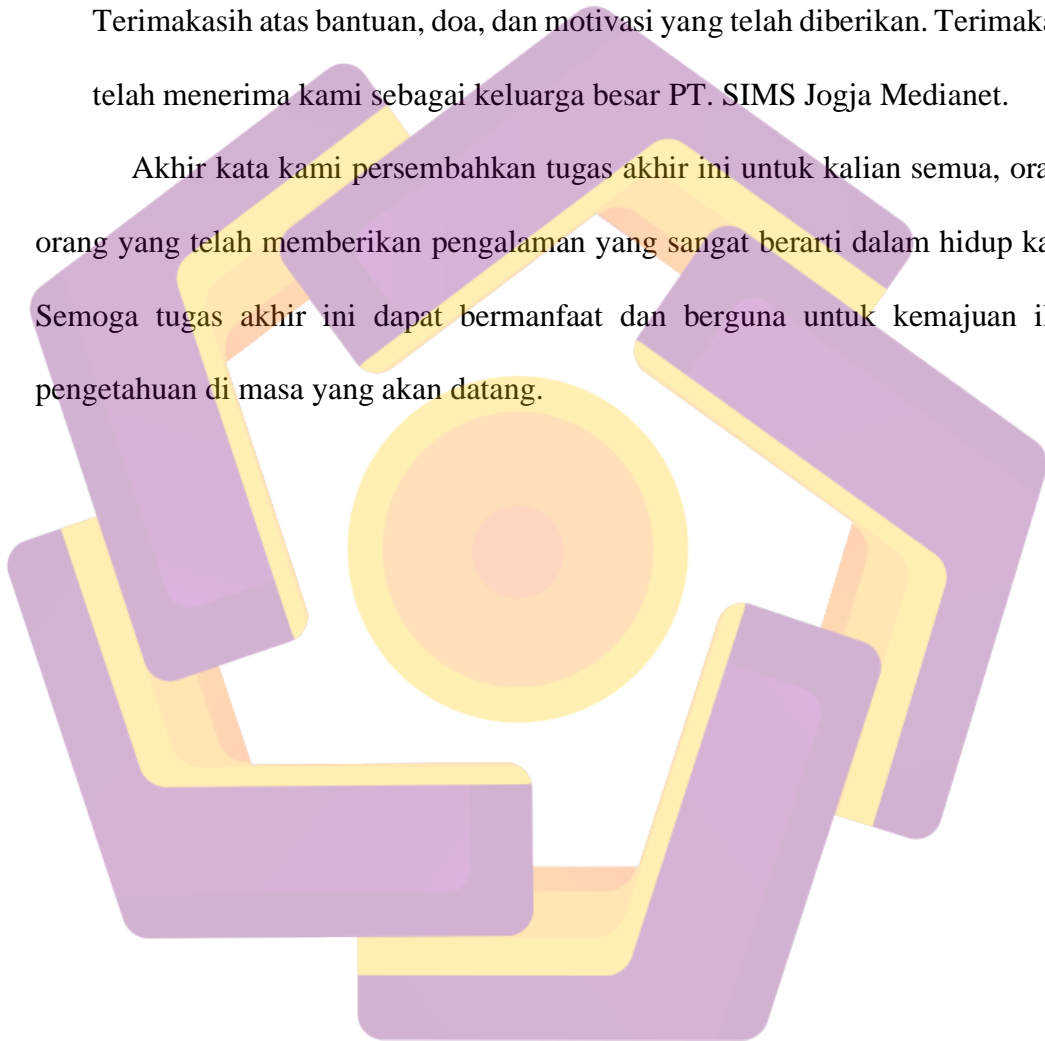 Terimakasih atas bantuan, doa, dan motivasi yang telah diberikan. Terimaka
telah menerima kami sebagai keluarga besar PT. SIMS Jogja Medianet.
Akhir kata kami persembahkan tugas akhir ini untuk kalian semua, ora
orang yang telah memberikan pengalaman yang sangat berarti dalam hidup ka
Semoga tugas akhir ini dapat bermanfaat dan berguna untuk kemajuan il
pengetahuan di masa yang akan datang.